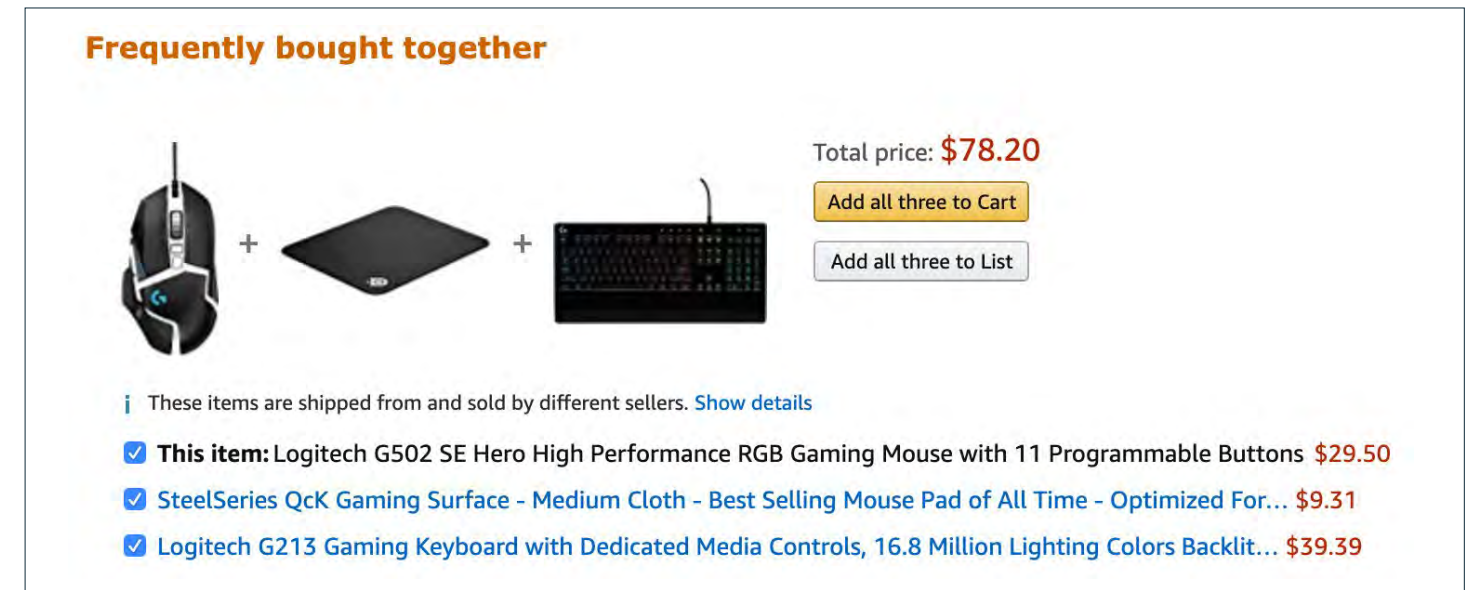 Frequently bought together
Total price: $78.20
Add all three to Cart
Add all three to List
i These items are shipped from and sold by different sellers. Show details
This item: Logitech G502 SE Hero High Performance RGB Gaming Mouse with 11 Programmable Buttons $29.50
SteelSeries QcK Gaming Surface - Medium Cloth - Best Selling Mouse Pad of All Time - Optimized For... $9.31
Logitech G213 Gaming Keyboard with Dedicated Media Controls, 16.8 Million Lighting Colors Backlit... $39.39